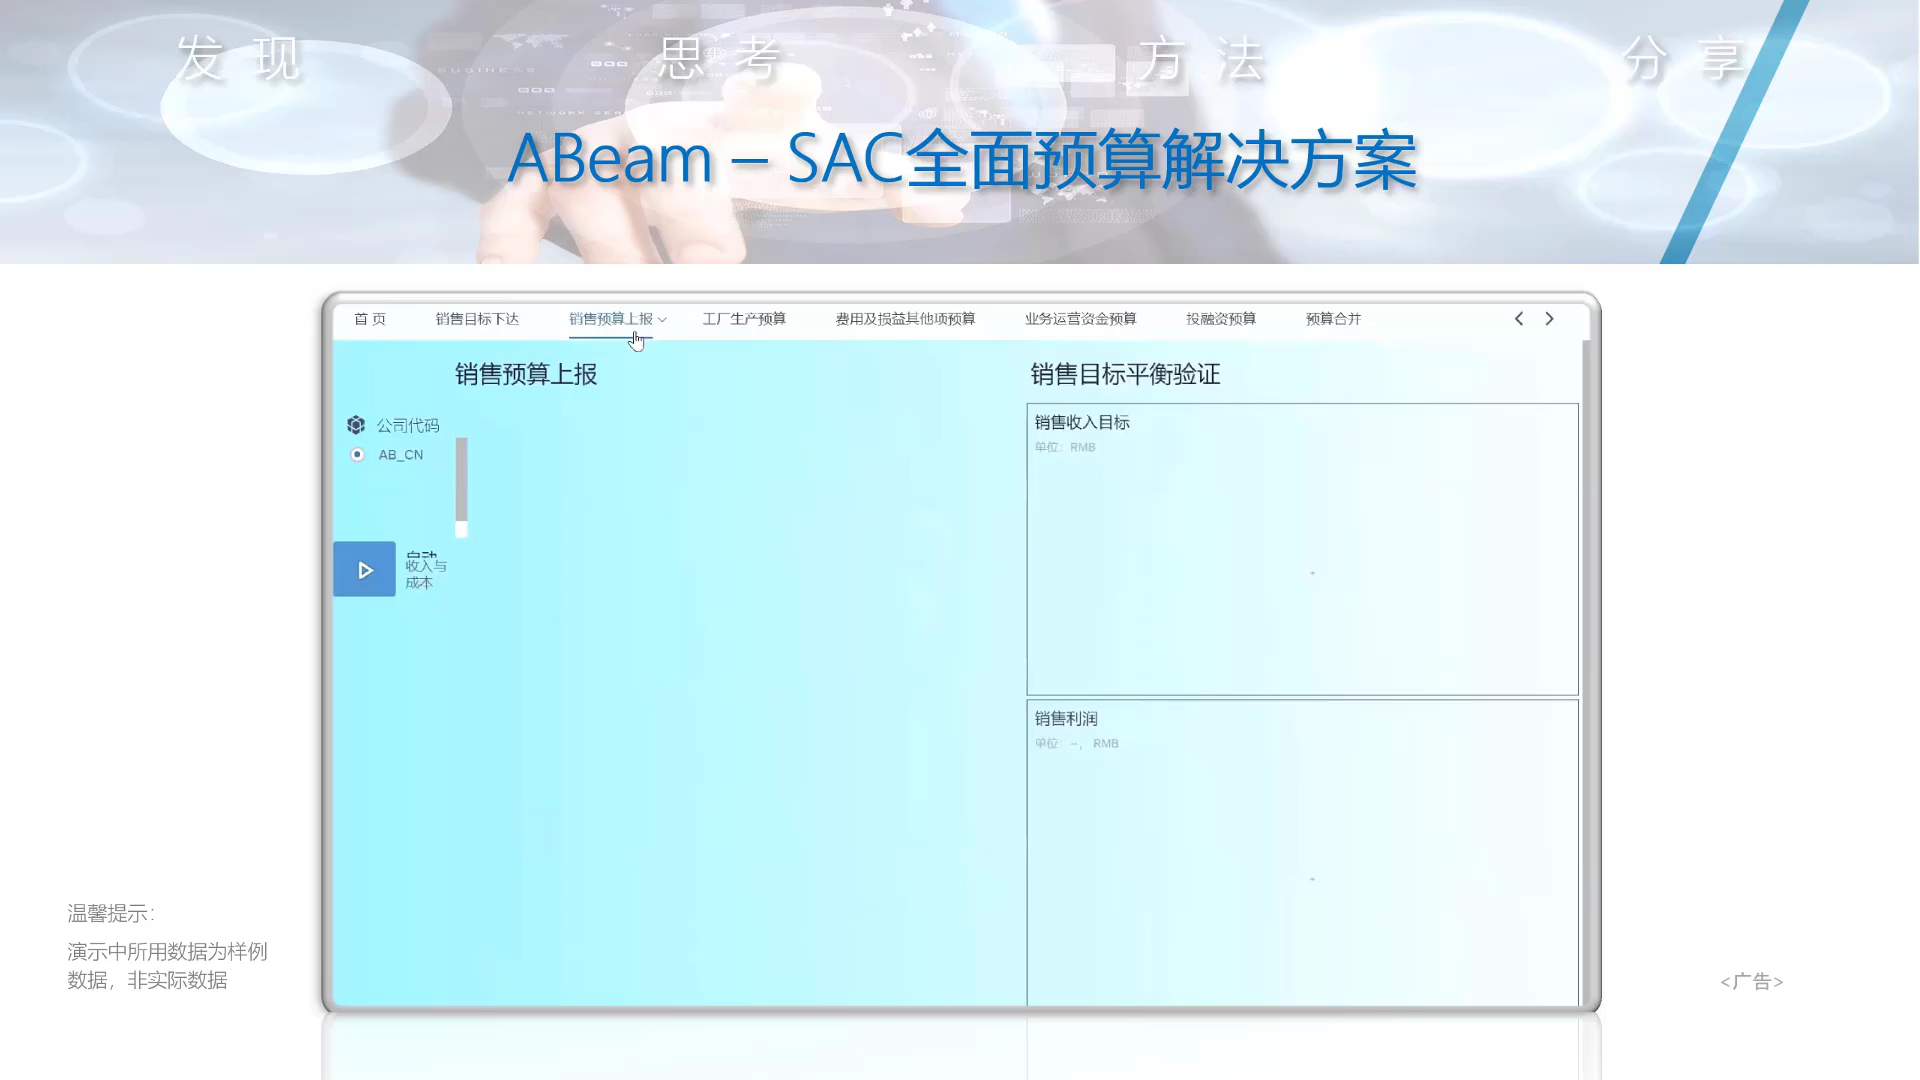 发 现
思 考
方 法
分 享
ABeam – SAC全面预算解决方案
首 页
销售目标下达
销售预算上报
工厂生产预算
费用及损益其他项预算
业务运营资金预算
投融资预算
预算合并
销售预算上报
销售目标平衡验证
公司代码
AB_CN
启动
收入与
成本
销售收入目标
单位: RMB
销售利润
单位: –, RMB
温馨提示:
演示中所用数据为样例
数据，非实际数据
<广告>